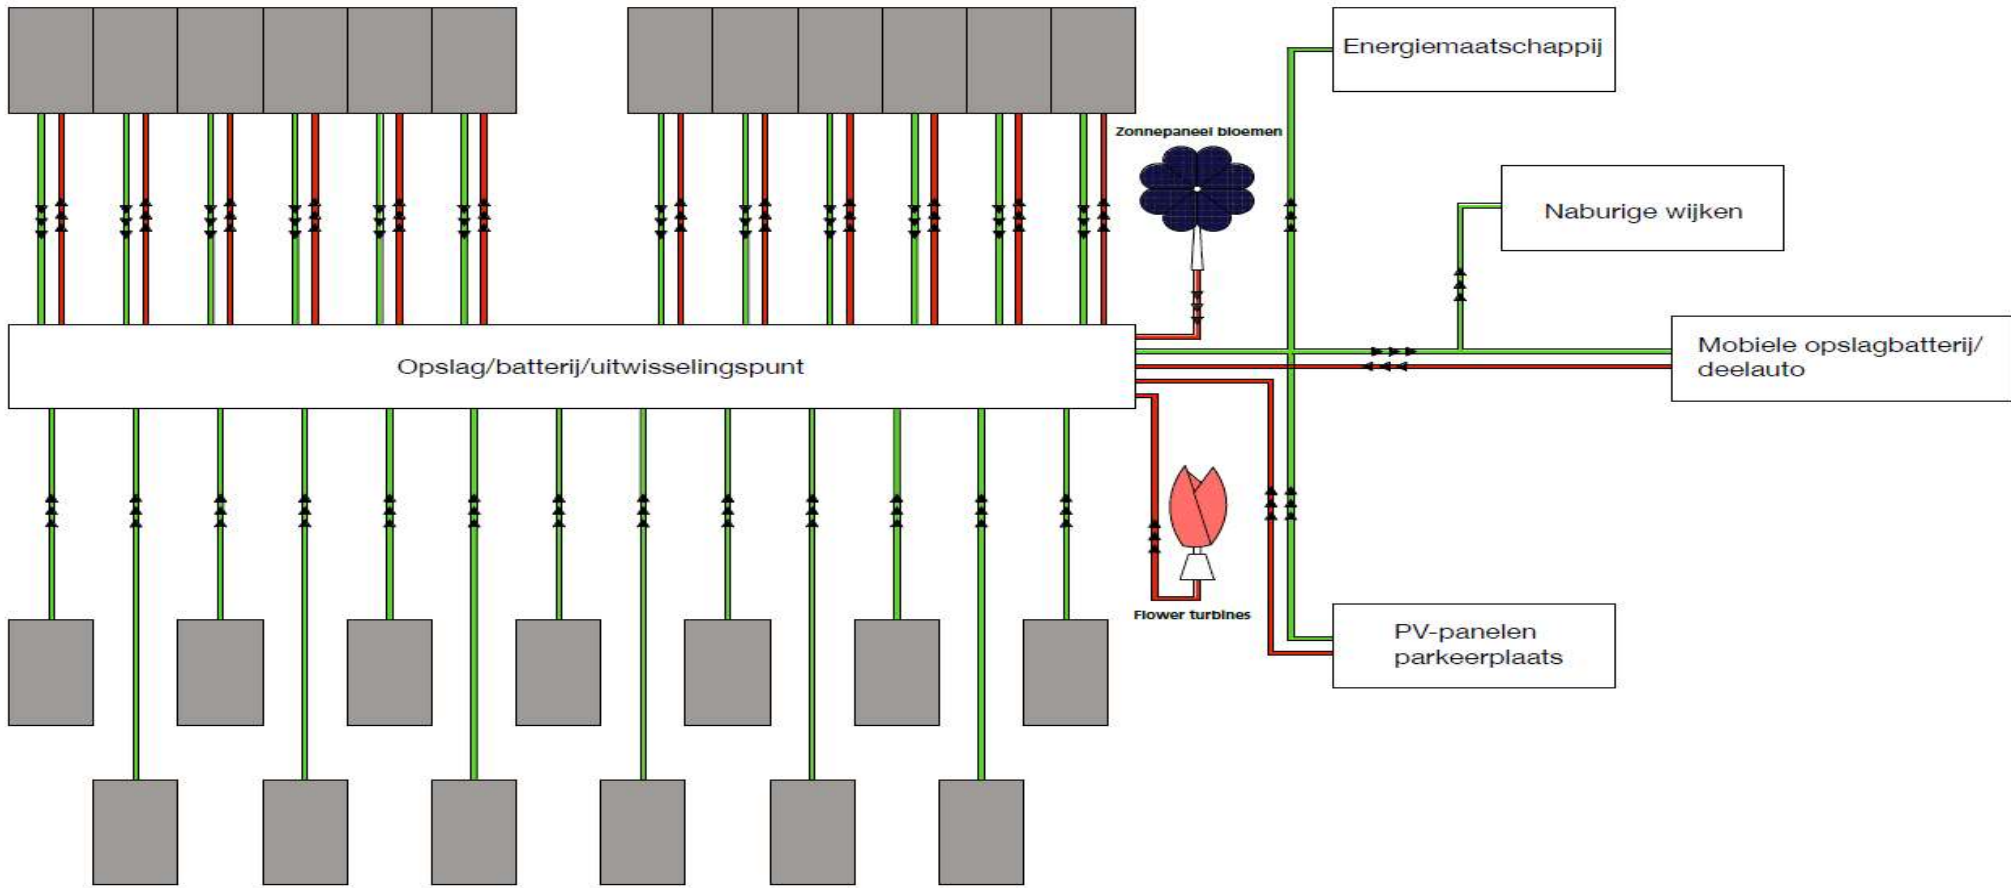 Energiemaatschappij
Zonnepaneel bloemen
Naburige wijken
Opslag/batterij/uitwisselingspunt
Mobiele opslagbatterij/
deelauto
Flower turbines
PV-panelen
parkeerplaats